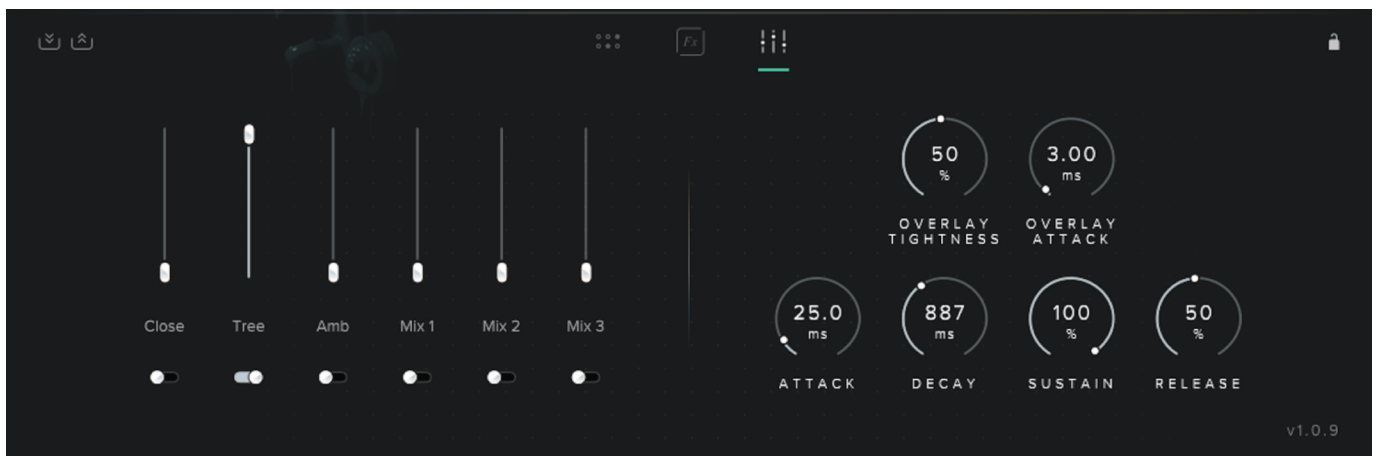 Fx
50
%
3.00
ms
OVERLAY
TIGHTNESS
OVERLAY
ATTACK
Close
Tree
Amb
Mix 1
Mix 2
Mix 3
25.0
ms
887
ms
100
%
50
%
ATTACK
DECAY
SUSTAIN
RELEASE
v1.0.9